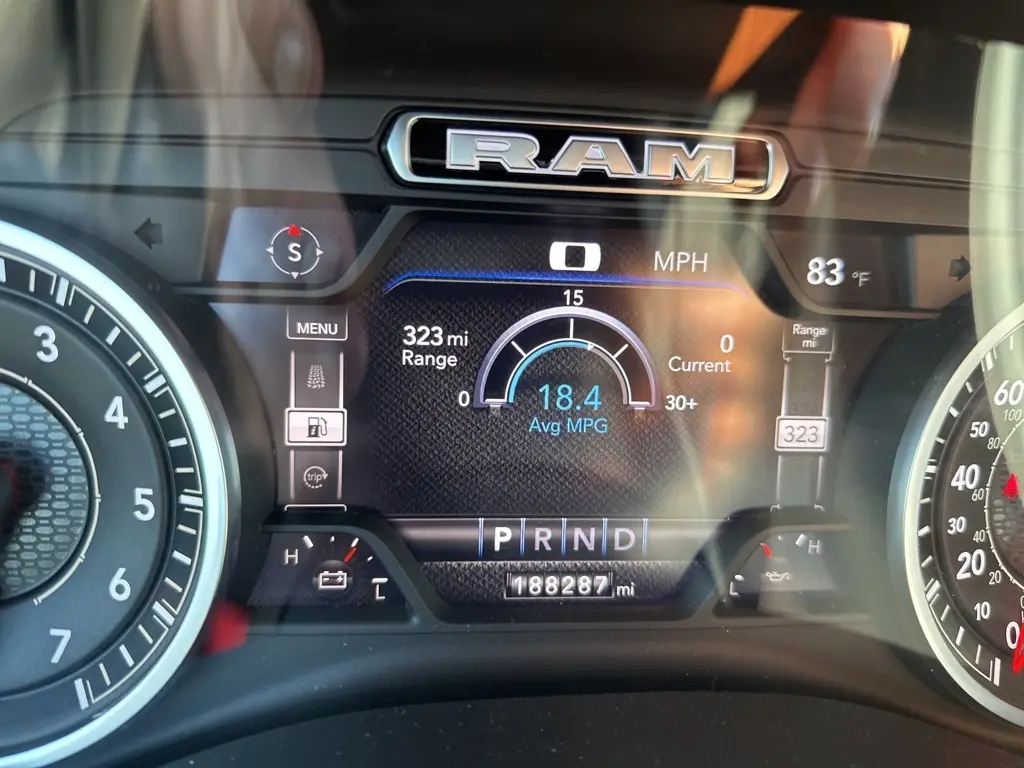 RAM
S
MPH
83 °F
MENU
15
323 mi
Range
0
Current
Range
mi
0
30+
18.4
Avg MPG
323
trip
P R N D
H
L
188287 mi
H
L
3
4
5
6
7
60
100
50
80
40
60
30
40
20
20
10
0